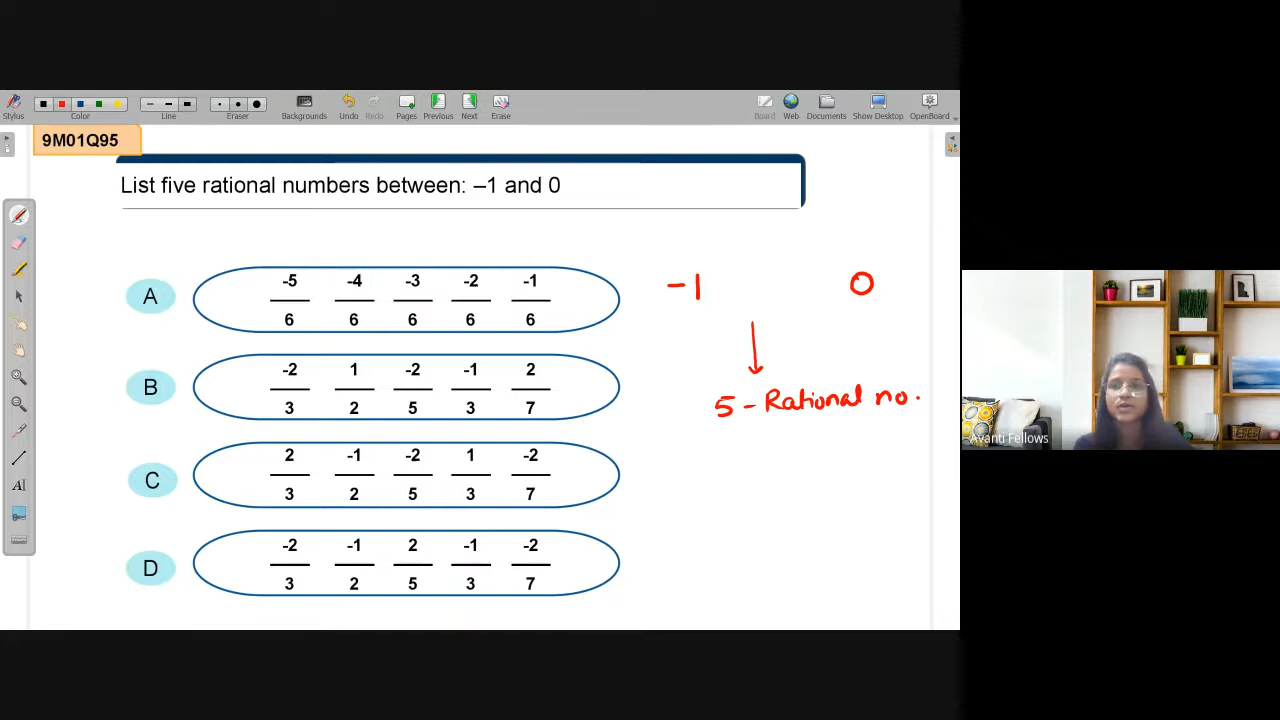 Stylus
Color
Line
Eraser
Backgrounds
Undo
Redo
Pages
Previous
Next
Erase
Board
Web
Documents
Show Desktop
OpenBoard
9M01Q95
List five rational numbers between: –1 and 0
A
-5 -4 -3 -2 -1
6 6 6 6 6
B
-2 1 -2 -1 2
3 2 5 3 7
C
2 -1 -2 1 -2
3 2 5 3 7
D
-2 -1 2 -1 -2
3 2 5 3 7
-1 0
5 - Rational no.
Avanti Fellows